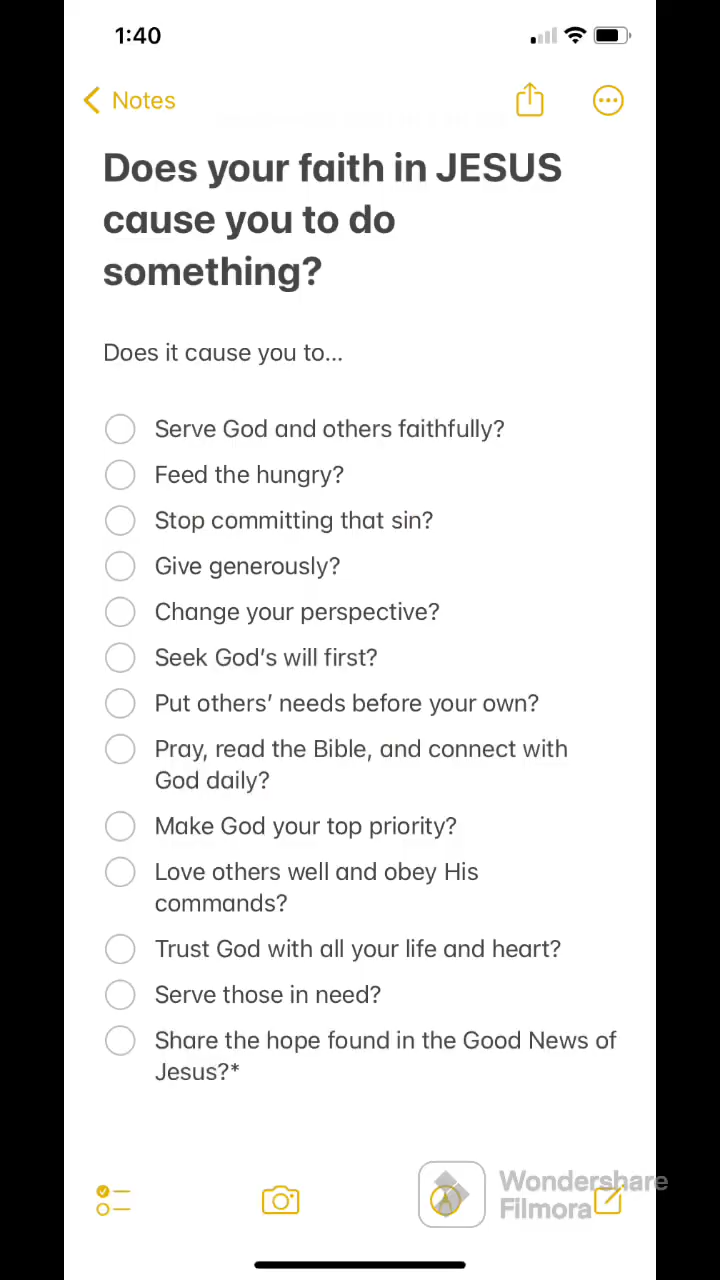 1:40
Notes
Does your faith in JESUS
cause you to do
something?
Does it cause you to...
Serve God and others faithfully?
Feed the hungry?
Stop committing that sin?
Give generously?
Change your perspective?
Seek God's will first?
Put others' needs before your own?
Pray, read the Bible, and connect with
God daily?
Make God your top priority?
Love others well and obey His
commands?
Trust God with all your life and heart?
Serve those in need?
Share the hope found in the Good News of
Jesus?*
Wondershare
Filmora